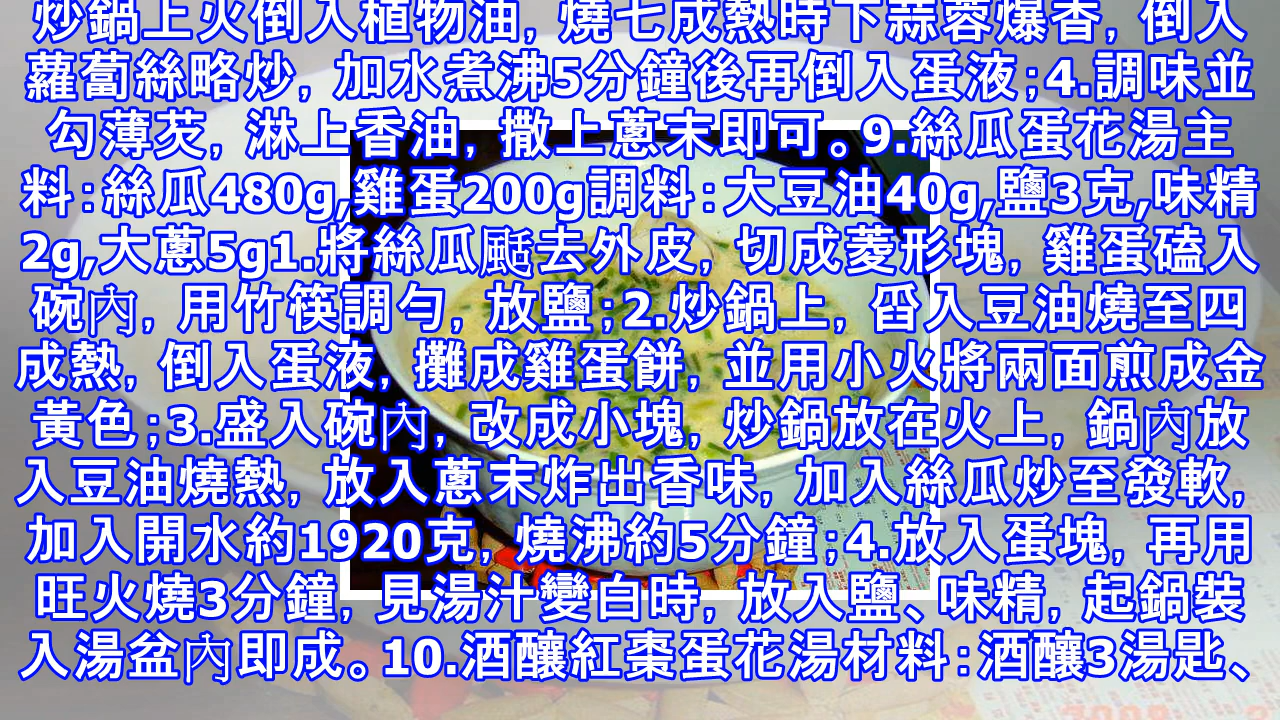 炒鍋上火倒入植物油, 燒七成熱時下蒜蓉爆香, 倒入
蘿蔔絲略炒, 加水煮沸5分鐘後再倒入蛋液;4.調味並
勾薄芡, 淋上香油, 撒上蔥末即可。9.絲瓜蛋花湯主
料:絲瓜480g,雞蛋200g調料:大豆油40g,鹽3克,味精
2g,大蔥5g1.將絲瓜颳去外皮, 切成菱形塊, 雞蛋磕入
碗內, 用竹筷調勻, 放鹽;2.炒鍋上, 舀入豆油燒至四
成熱, 倒入蛋液, 攤成雞蛋餅, 並用小火將兩面煎成金
黃色;3.盛入碗內, 改成小塊, 炒鍋放在火上, 鍋內放
入豆油燒熱, 放入蔥末炸出香味, 加入絲瓜炒至發軟,
加入開水約1920克, 燒沸約5分鐘;4.放入蛋塊, 再用
旺火燒3分鐘, 見湯汁變白時, 放入鹽、味精, 起鍋裝
入湯盆內即成。10.酒釀紅棗蛋花湯材料:酒釀3湯匙、